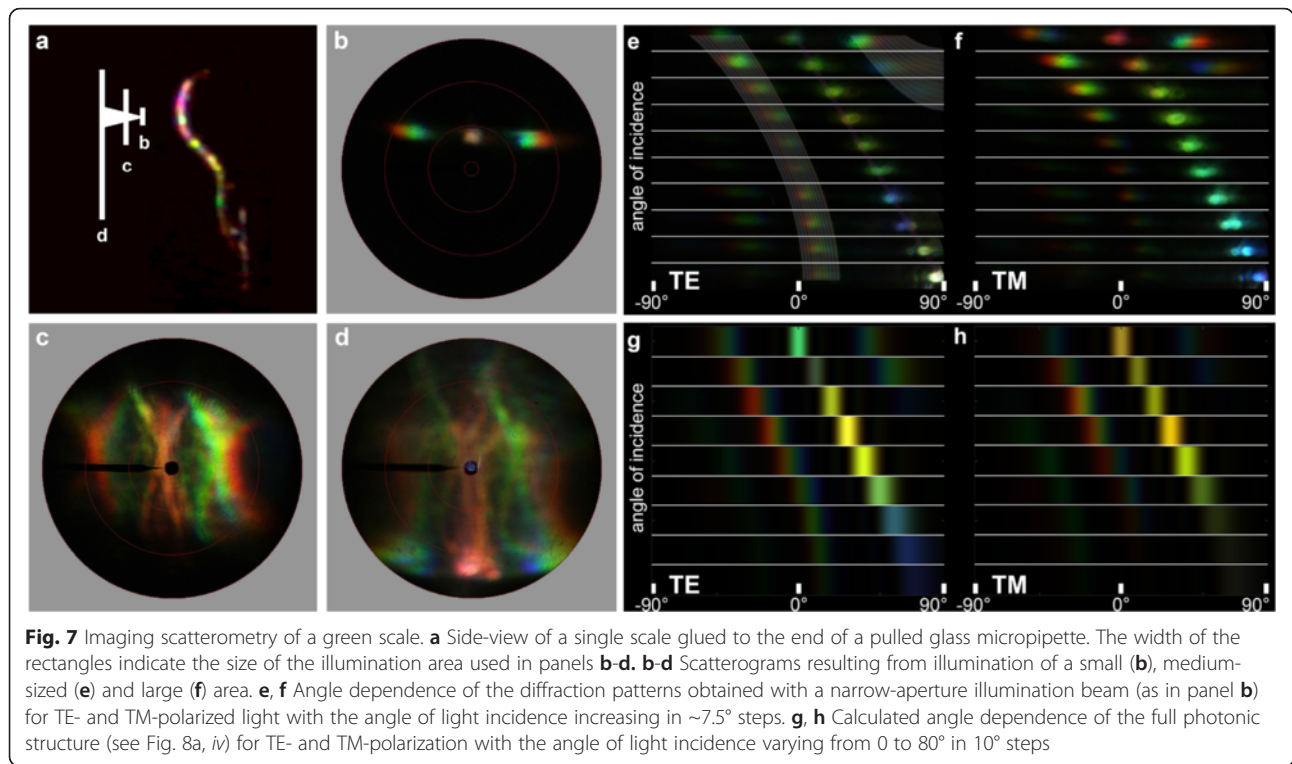 a
b
c
d
b
e
f
angle of incidence
TE
TM
-90°
0°
90°
-90°
0°
90°
c
d
g
h
angle of incidence
TE
TM
-90°
0°
90°
-90°
0°
90°
Fig. 7 Imaging scatterometry of a green scale. a Side-view of a single scale glued to the end of a pulled glass micropipette. The width of the
rectangles indicate the size of the illumination area used in panels b-d. b-d Scatterograms resulting from illumination of a small (b), medium-
sized (e) and large (f) area. e, f Angle dependence of the diffraction patterns obtained with a narrow-aperture illumination beam (as in panel b)
for TE- and TM-polarized light with the angle of light incidence increasing in ~7.5° steps. g, h Calculated angle dependence of the full photonic
structure (see Fig. 8a, iv) for TE- and TM-polarization with the angle of light incidence varying from 0 to 80° in 10° steps